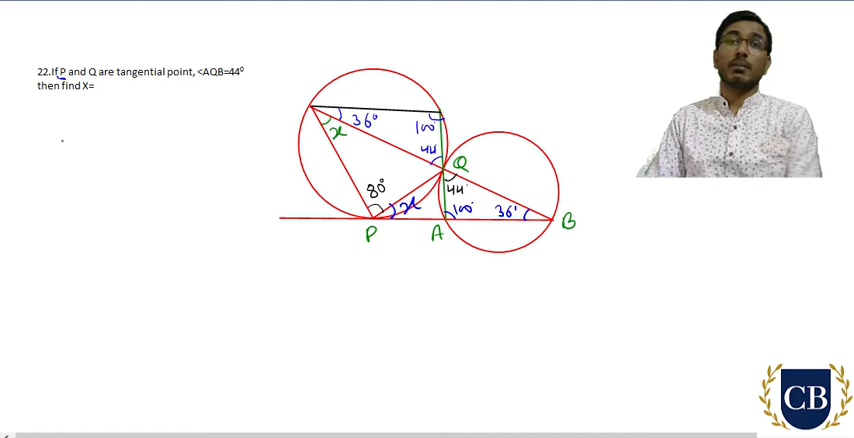 22.If P and Q are tangential point, <AQB=44⁰
then find X=
36°
100°
x
44
Q
80°
44°
x
100°
36°
P
A
B
CB